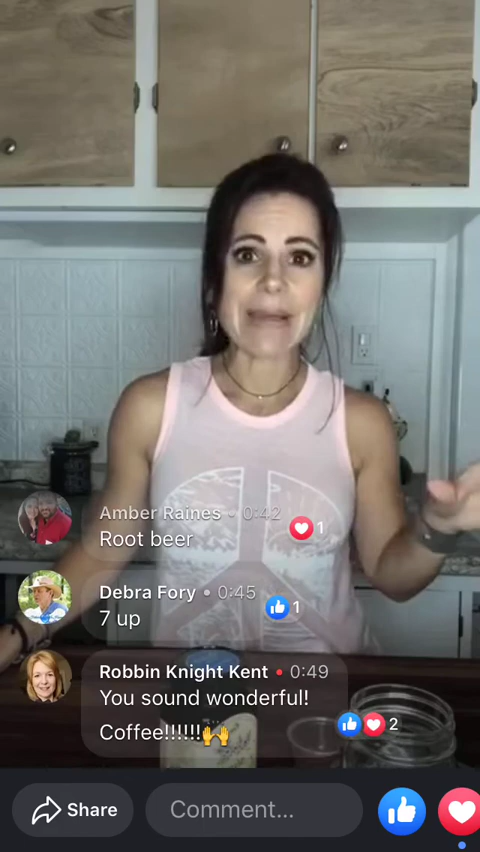 Amber Raines • 0:42
Root beer
1
Debra Fory • 0:45
7 up
1
Robbin Knight Kent • 0:49
You sound wonderful!
Coffee!!!!!!🙌
2
Share
Comment...